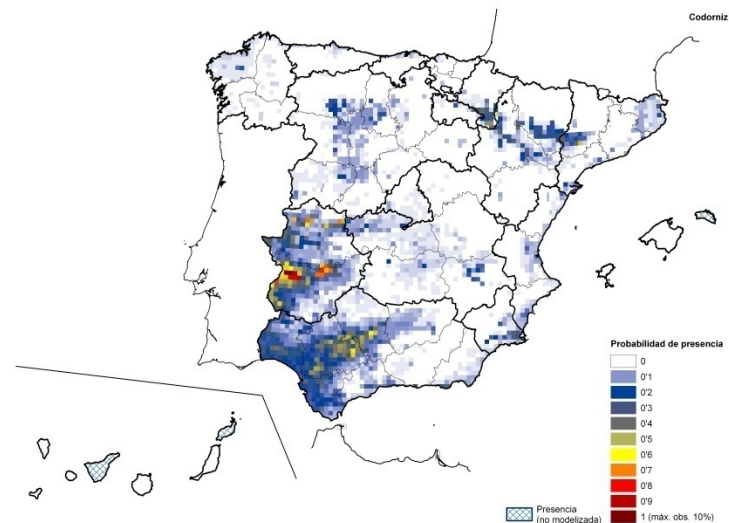 Codorniz
Probabilidad de presencia
0
0'1
0'2
0'3
0'4
0'5
0'6
0'7
0'8
0'9
1 (máx. obs. 10%)
Presencia
(no modelizada)